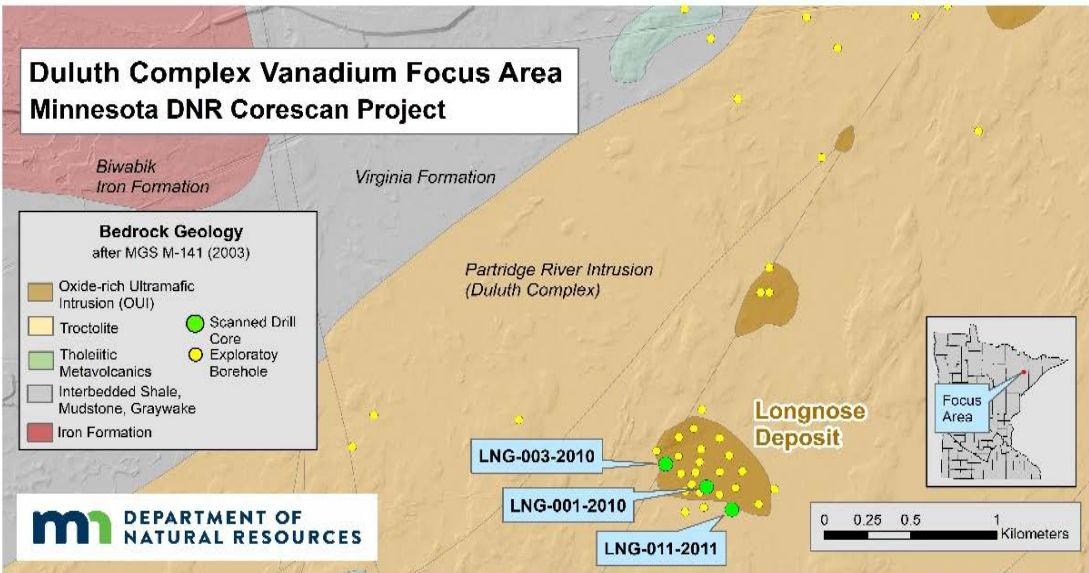 Duluth Complex Vanadium Focus Area
Minnesota DNR Corescan Project
Biwabik
Iron Formation
Virginia Formation
Bedrock Geology
after MGS M-141 (2003)
Oxide-rich Ultramafic
Intrusion (OUI)
Troctolite
Tholeiitic
Metavolcanics
Interbedded Shale,
Mudstone, Graywake
Iron Formation
Scanned Drill
Core
Exploratoy
Borehole
Partridge River Intrusion
(Duluth Complex)
Longnose
Deposit
LNG-003-2010
LNG-001-2010
LNG-011-2011
Focus
Area
0 0.25 0.5 1
Kilometers
mn DEPARTMENT OF
NATURAL RESOURCES